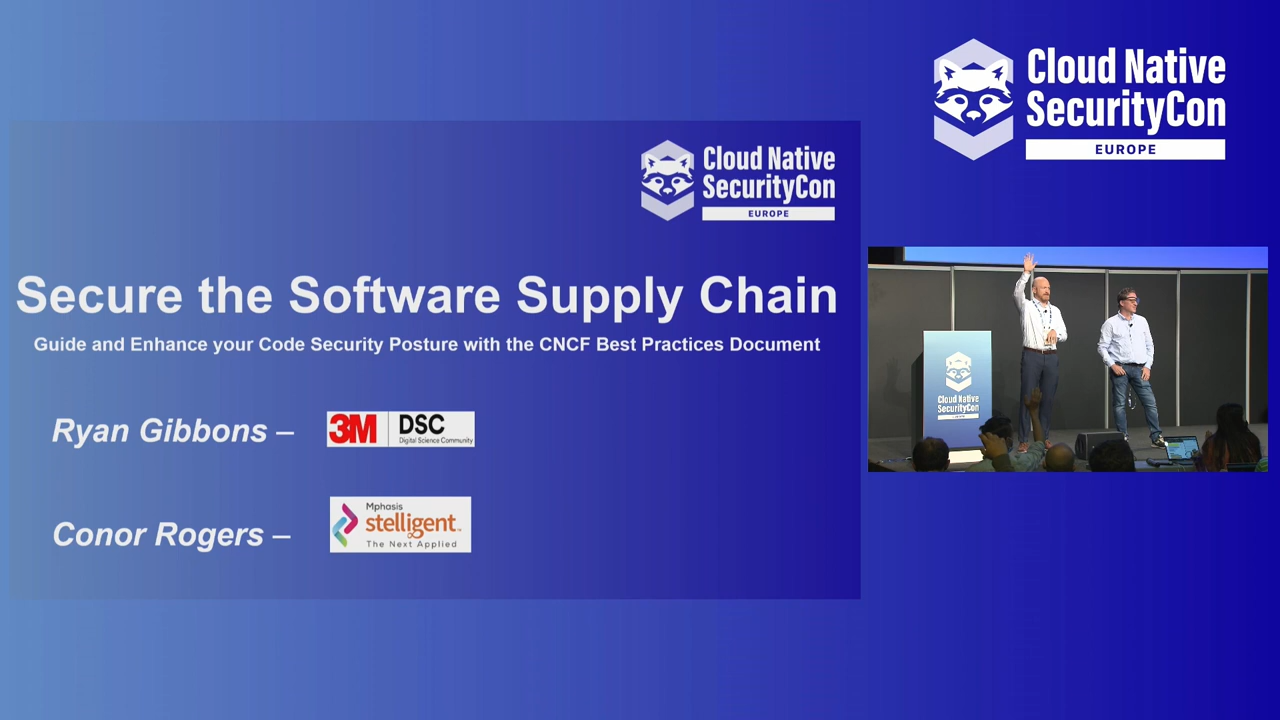 Cloud Native
SecurityCon
EUROPE
Cloud Native
SecurityCon
EUROPE
Secure the Software Supply Chain
Guide and Enhance your Code Security Posture with the CNCF Best Practices Document
Ryan Gibbons –
3M
DSC
Digital Science Community
Conor Rogers –
Mphasis
stelligent
The Next Applied
Cloud Native
SecurityCon